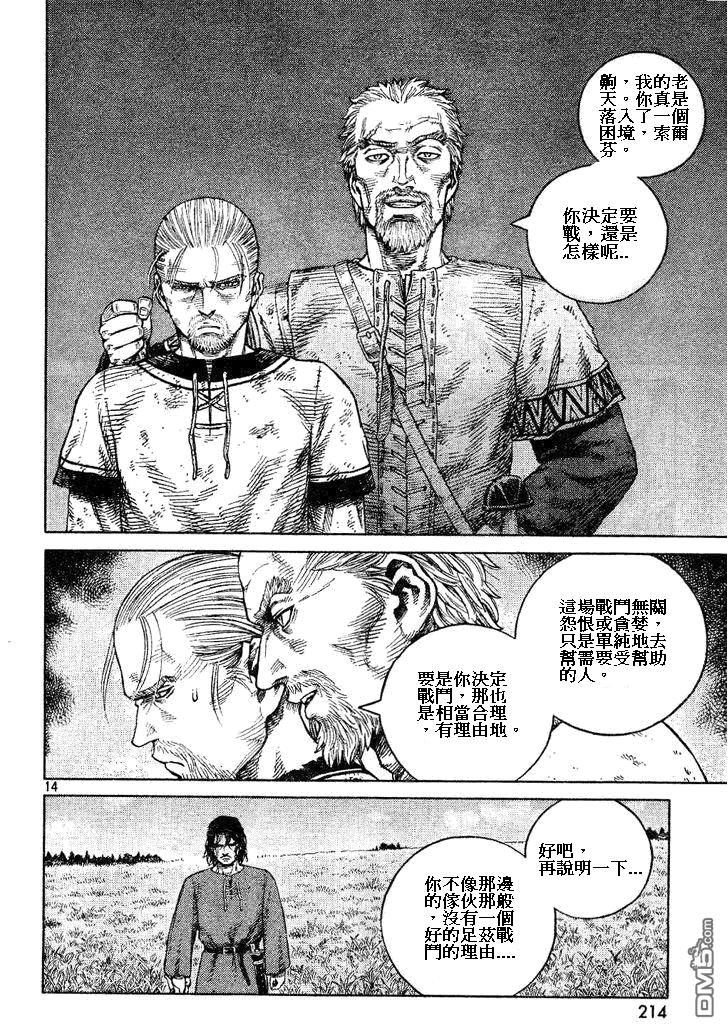 齁，我的老
天。你真是
落入了一個
困境，索爾
芬。
你決定要
戰，還是
怎樣呢..
這場戰鬥無關
怨恨或貪婪，
只是單純地去
幫需要受幫助
的人。
要是你決定
戰鬥，那也
是相當合理
，有理由地。
14
好吧，
再說明一下...
你不像那邊
的傢伙那般
，沒有一個
好的足茲戰
鬥的理由....
214
DM5.com